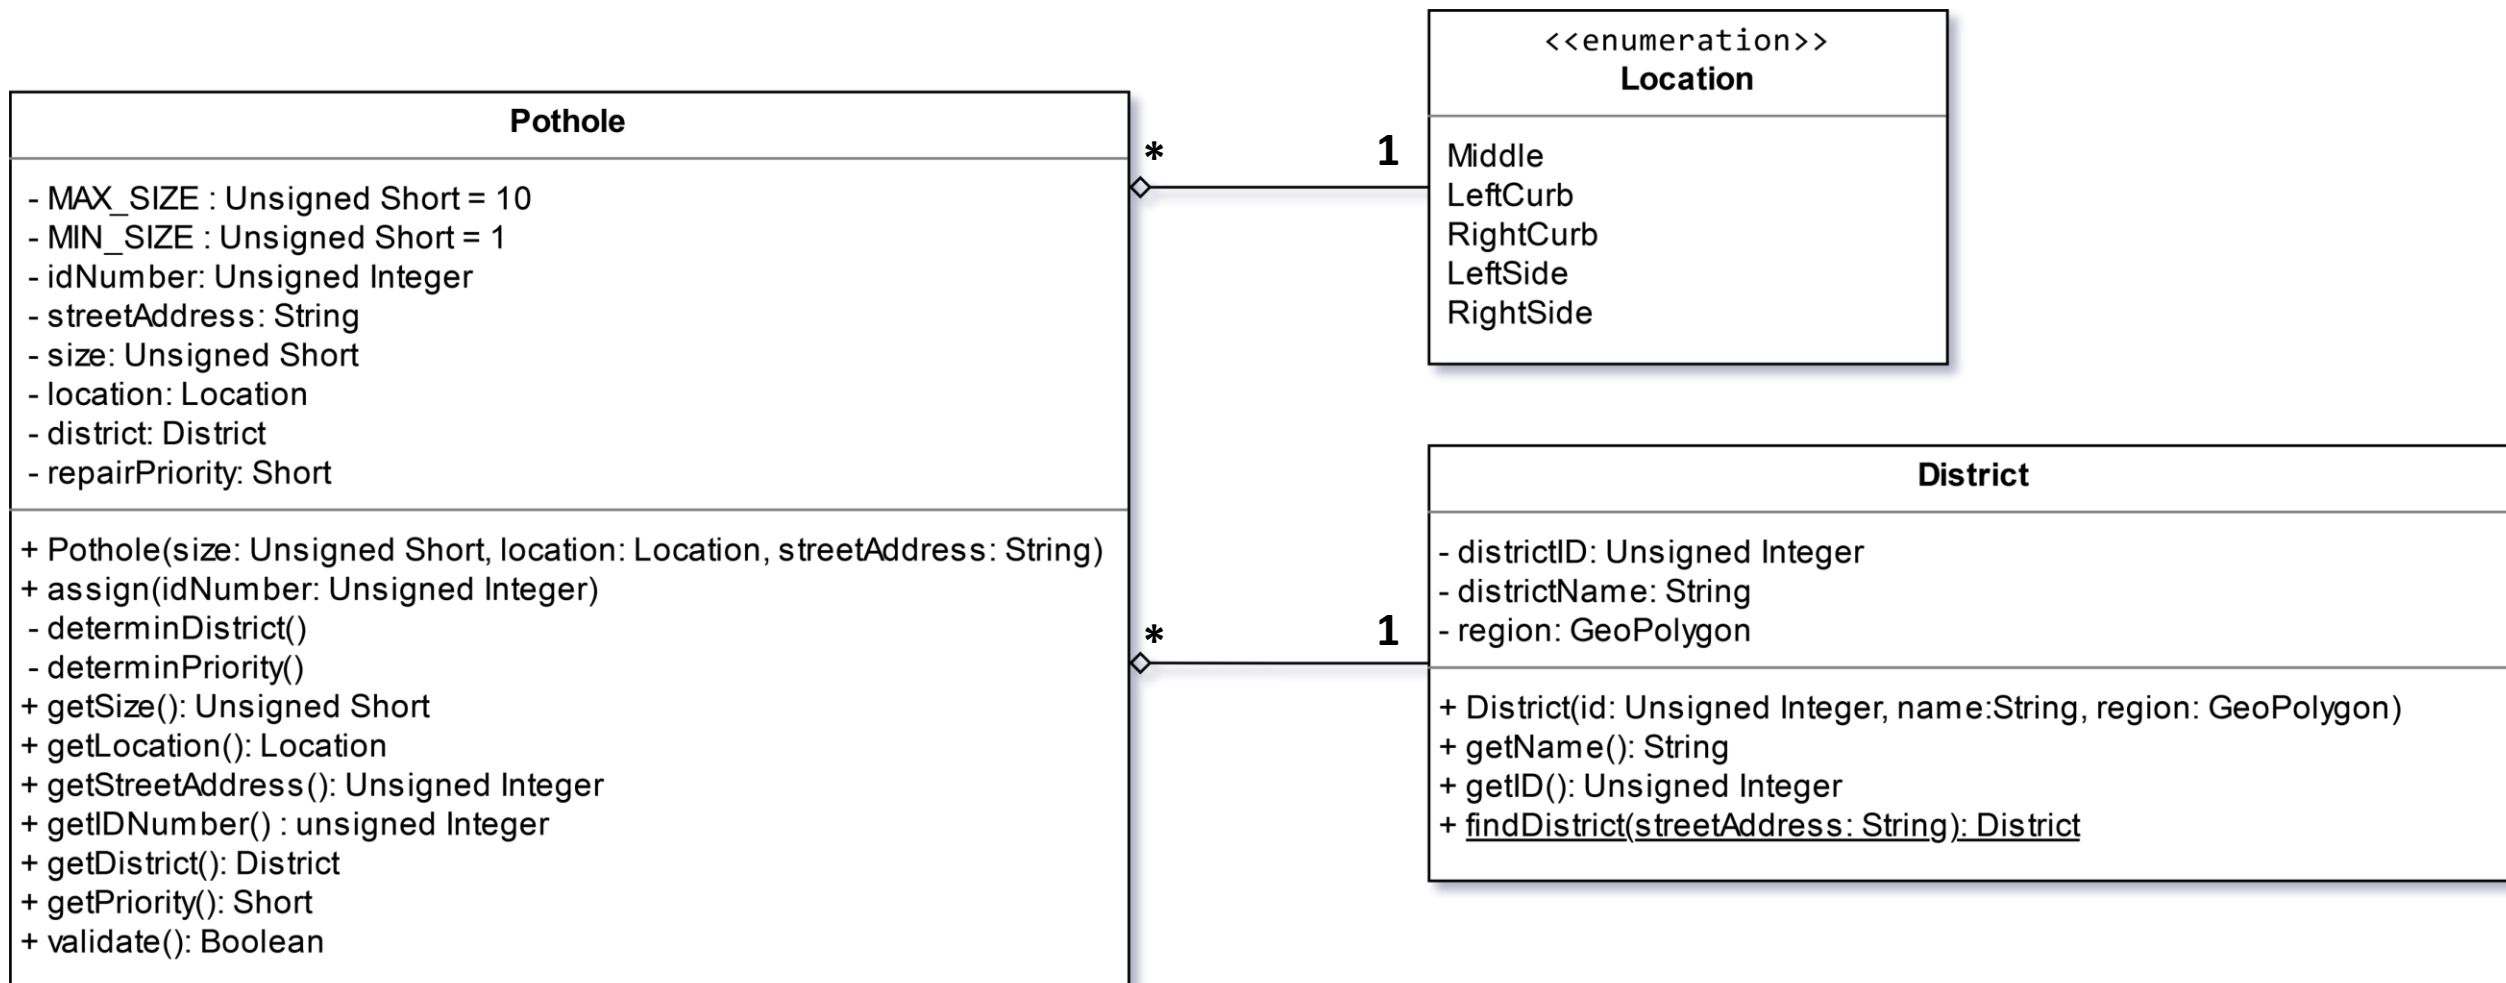 Pothole
- MAX_SIZE : Unsigned Short = 10
- MIN_SIZE : Unsigned Short = 1
- idNumber: Unsigned Integer
- streetAddress: String
- size: Unsigned Short
- location: Location
- district: District
- repairPriority: Short
+ Pothole(size: Unsigned Short, location: Location, streetAddress: String)
+ assign(idNumber: Unsigned Integer)
- determinDistrict()
- determinPriority()
+ getSize(): Unsigned Short
+ getLocation(): Location
+ getStreetAddress(): Unsigned Integer
+ getIDNumber() : unsigned Integer
+ getDistrict(): District
+ getPriority(): Short
+ validate(): Boolean
* 1
* 1
<<enumeration>>
Location
Middle
LeftCurb
RightCurb
LeftSide
RightSide
District
- districtID: Unsigned Integer
- districtName: String
- region: GeoPolygon
+ District(id: Unsigned Integer, name:String, region: GeoPolygon)
+ getName(): String
+ getID(): Unsigned Integer
+ findDistrict(streetAddress: String): District